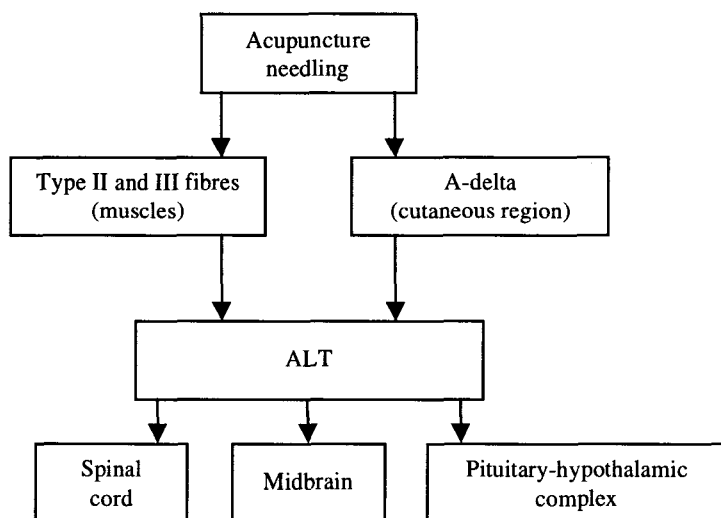 Acupuncture
needling
Type II and III fibres
(muscles)
A-delta
(cutaneous region)
ALT
Spinal
cord
Midbrain
Pituitary-hypothalamic
complex